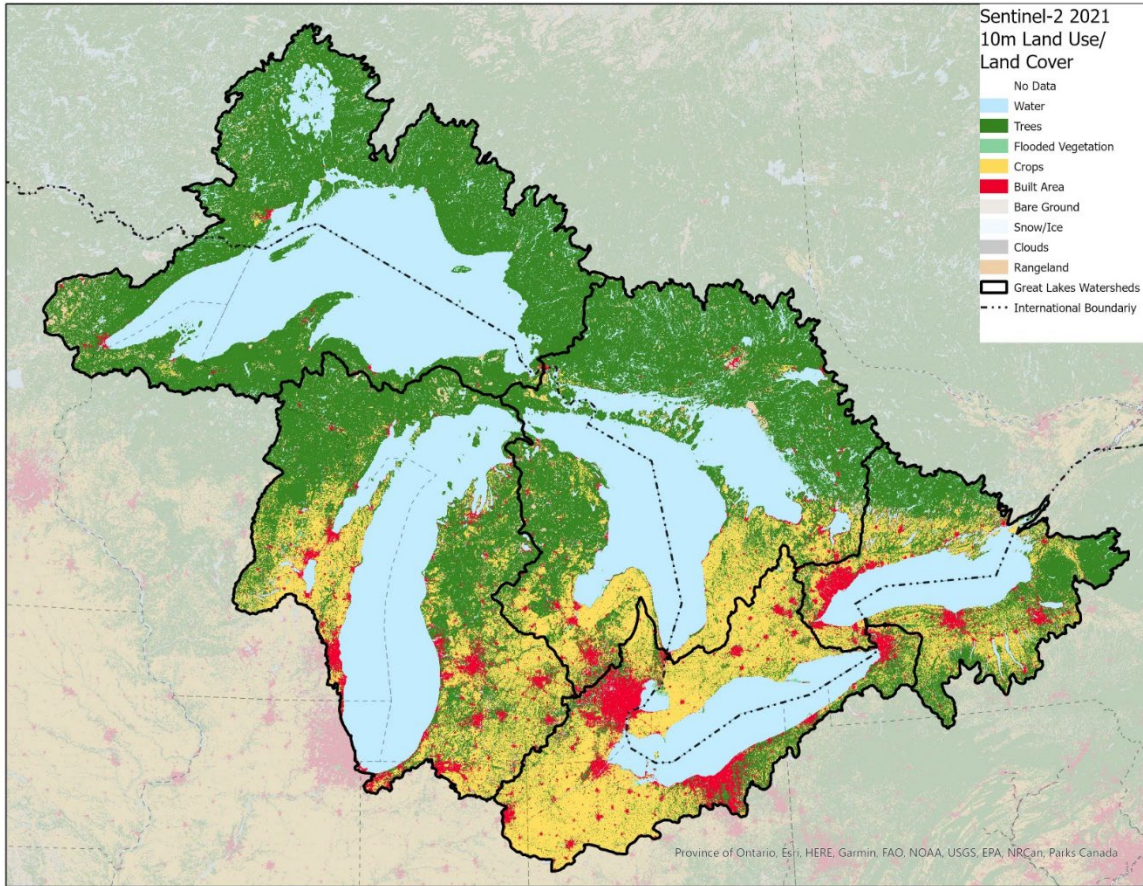 Sentinel-2 2021
10m Land Use/
Land Cover
No Data
Water
Trees
Flooded Vegetation
Crops
Built Area
Bare Ground
Snow/Ice
Clouds
Rangeland
Great Lakes Watersheds
International Boundariy
Province of Ontario, Esri, HERE, Garmin, FAO, NOAA, USGS, EPA, NRCan, Parks Canada